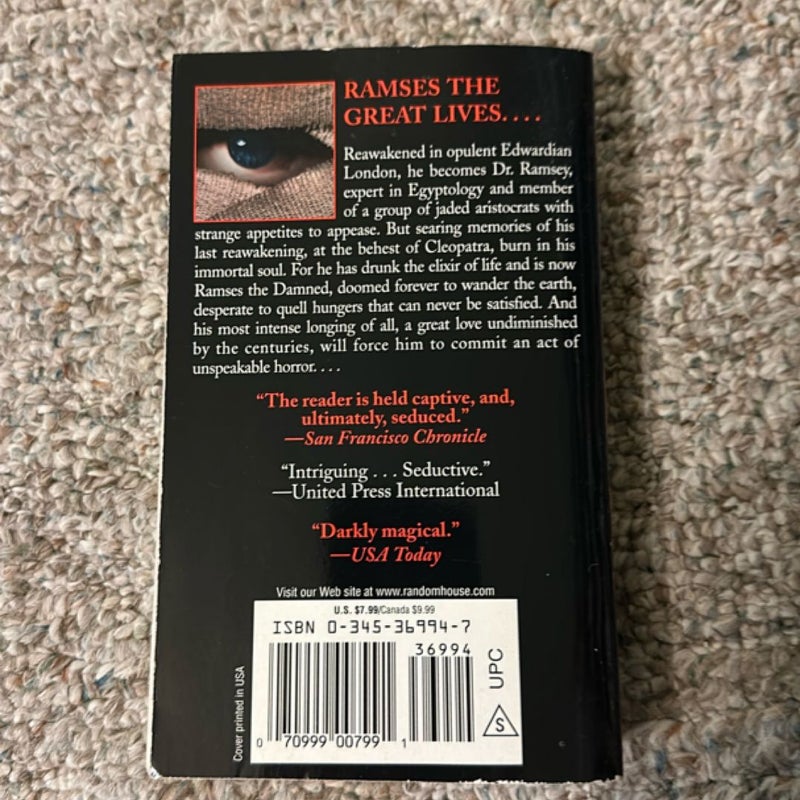 RAMSES THE
GREAT LIVES. . . .
Reawakened in opulent Edwardian
London, he becomes Dr. Ramsey,
expert in Egyptology and member
of a group of jaded aristocrats with
strange appetites to appease. But searing memories of his
last reawakening, at the behest of Cleopatra, burn in his
immortal soul. For he has drunk the elixir of life and is now
Ramses the Damned, doomed forever to wander the earth,
desperate to quell hungers that can never be satisfied. And
his most intense longing of all, a great love undiminished
by the centuries, will force him to commit an act of
unspeakable horror. . . .
“The reader is held captive, and,
ultimately, seduced.”
—San Francisco Chronicle
“Intriguing . . . Seductive.”
—United Press International
“Darkly magical.”
—USA Today
Visit our Web site at www.randomhouse.com
U.S. $7.99/Canada $9.99
ISBN 0-345-36994-7
36994
UPC
S
0 70999 00799 1
Cover printed in USA